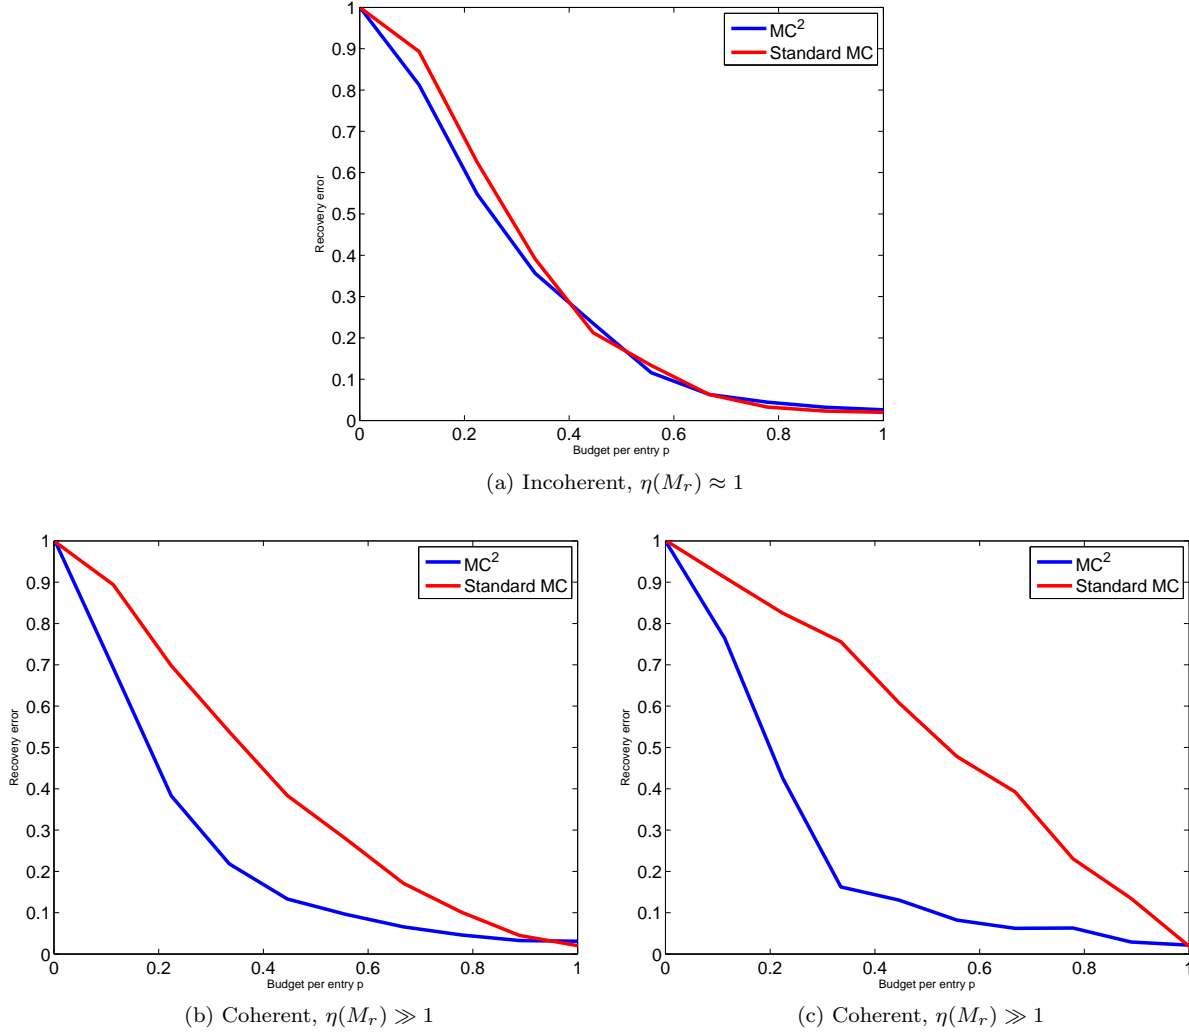 1
0.9
0.8
0.7
0.6
0.5
0.4
0.3
0.2
0.1
0
Recovery error
MC²
Standard MC
0 0.2 0.4 0.6 0.8 1
Budget per entry p
(a) Incoherent, η(M_r) ≈ 1
1
0.9
0.8
0.7
0.6
0.5
0.4
0.3
0.2
0.1
0
Recovery error
MC²
Standard MC
0 0.2 0.4 0.6 0.8 1
Budget per entry p
(b) Coherent, η(M_r) ≫ 1
1
0.9
0.8
0.7
0.6
0.5
0.4
0.3
0.2
0.1
0
Recovery error
MC²
Standard MC
0 0.2 0.4 0.6 0.8 1
Budget per entry p
(c) Coherent, η(M_r) ≫ 1